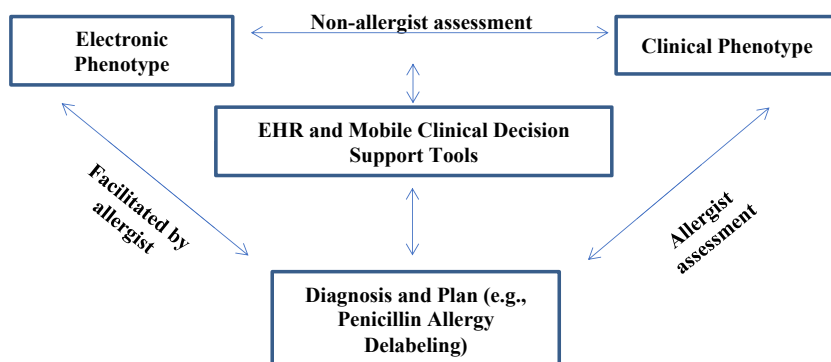 Non-allergist assessment
Electronic
Phenotype
Clinical Phenotype
EHR and Mobile Clinical Decision
Support Tools
Facilitated by
allergist
Allergist
assessment
Diagnosis and Plan (e.g.,
Penicillin Allergy
Delabeling)